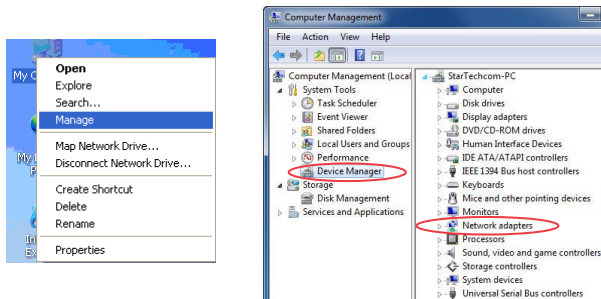 My C
Open
Explore
Search...
Manage
Map Network Drive...
Disconnect Network Drive...
Create Shortcut
Delete
Rename
Properties
My
P
In
Ex
Computer Management
File Action View Help
Computer Management (Local
System Tools
Task Scheduler
Event Viewer
Shared Folders
Local Users and Groups
Performance
Device Manager
Storage
Disk Management
Services and Applications
StarTechcom-PC
Computer
Disk drives
Display adapters
DVD/CD-ROM drives
Human Interface Devices
IDE ATA/ATAPI controllers
IEEE 1394 Bus host controllers
Keyboards
Mice and other pointing devices
Monitors
Network adapters
Processors
Sound, video and game controllers
Storage controllers
System devices
Universal Serial Bus controllers